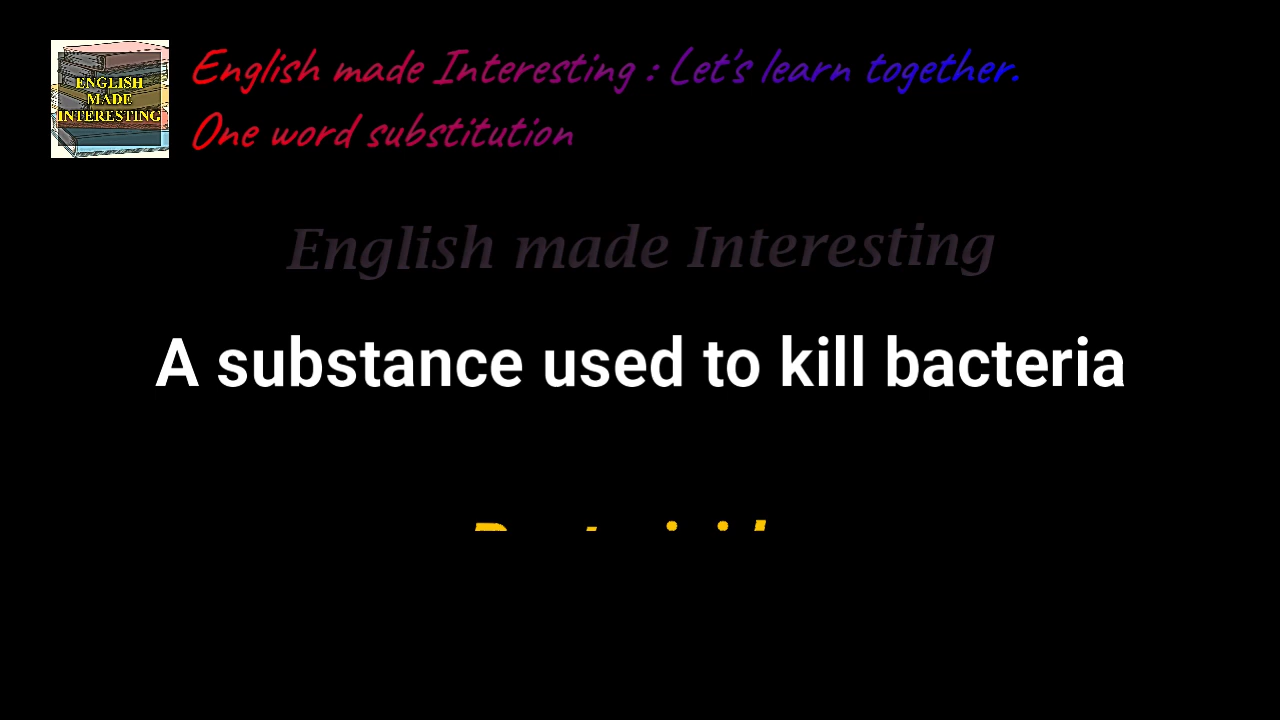 ENGLISH
MADE
INTERESTING
English made Interesting : Let's learn together.
One word substitution
English made Interesting
A substance used to kill bacteria